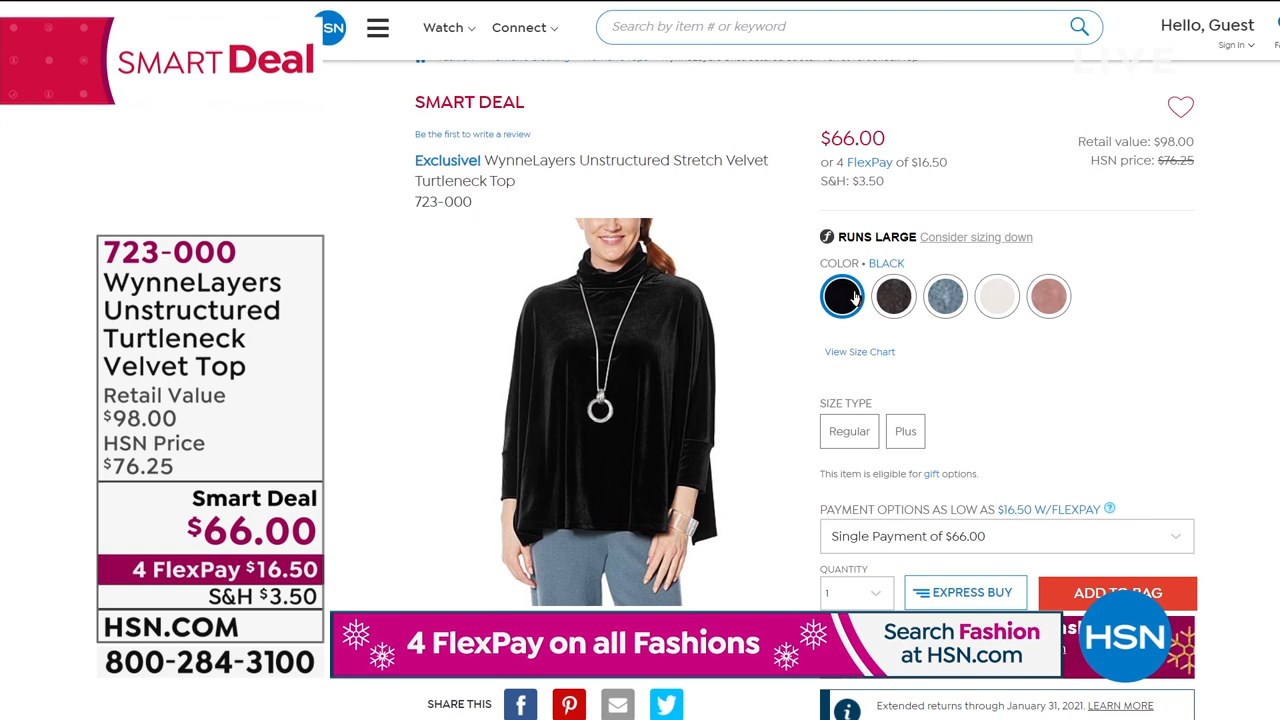 SMART Deal
HSN
Watch
Connect
Search by item # or keyword
Hello, Guest
Sign In
LIVE
SMART DEAL
Be the first to write a review
Exclusive! WynneLayers Unstructured Stretch Velvet
Turtleneck Top
723-000
$66.00
or 4 FlexPay of $16.50
S&H: $3.50
Retail value: $98.00
HSN price: $76.25
RUNS LARGE Consider sizing down
COLOR • BLACK
View Size Chart
SIZE TYPE
Regular
Plus
This item is eligible for gift options.
PAYMENT OPTIONS AS LOW AS $16.50 W/FLEXPAY
Single Payment of $66.00
QUANTITY
1
EXPRESS BUY
ADD TO BAG
723-000
WynneLayers
Unstructured
Turtleneck
Velvet Top
Retail Value
$98.00
HSN Price
$76.25
Smart Deal
$66.00
4 FlexPay $16.50
S&H $3.50
HSN.COM
800-284-3100
4 FlexPay on all Fashions
Search Fashion
at HSN.com
HSN
SHARE THIS
Extended returns through January 31, 2021. LEARN MORE